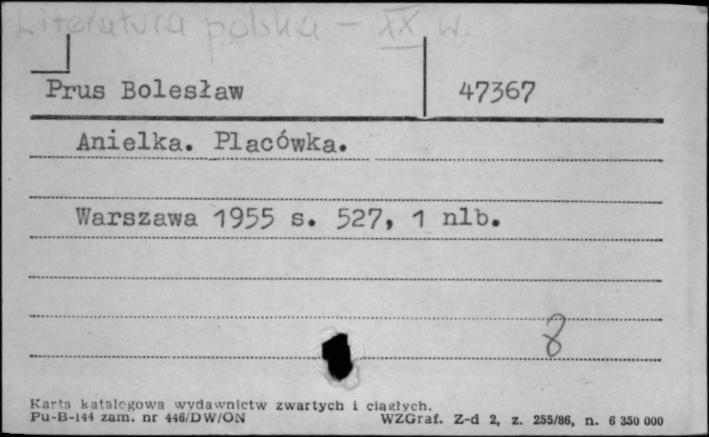 Literatura polska – XX w.
Prus Bolesław 47367
Anielka. Placówka.
Warszawa 1955 s. 527, 1 nlb.
8
Karta katalogowa wydawnictw zwartych i ciągłych.
Pu-B-144 zam. nr 446/DW/ON WZGraf. Z-d 2, z. 255/86, n. 6 350 000